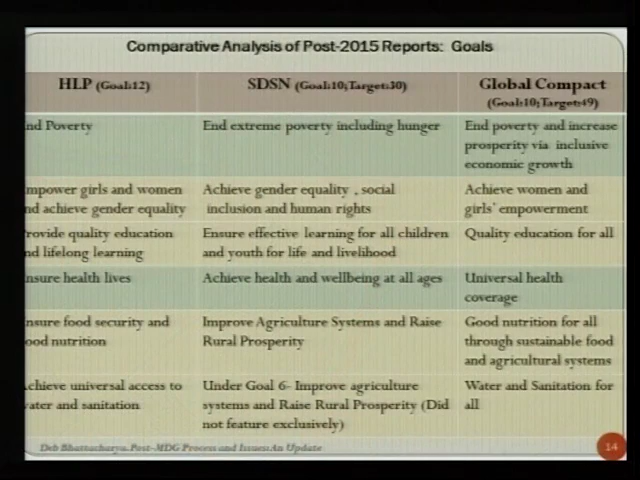 Comparative Analysis of Post-2015 Reports: Goals
HLP (Goal:12)
SDSN (Goal:10;Target:30)
Global Compact
(Goal:10;Target:49)
nd Poverty
End extreme poverty including hunger
End poverty and increase
prosperity via inclusive
economic growth
mpower girls and women
nd achieve gender equality
Achieve gender equality , social
inclusion and human rights
Achieve women and
girls' empowerment
rovide quality education
nd lifelong learning
Ensure effective learning for all children
and youth for life and livelihood
Quality education for all
nsure health lives
Achieve health and wellbeing at all ages
Universal health
coverage
nsure food security and
ood nutrition
Improve Agriculture Systems and Raise
Rural Prosperity
Good nutrition for all
through sustainable food
and agricultural systems
chieve universal access to
ater and sanitation
Under Goal 6- Improve agriculture
systems and Raise Rural Prosperity (Did
not feature exclusively)
Water and Sanitation for
all
Deb Bhattacharya.Post-MDG Process and Issues:An Update
14